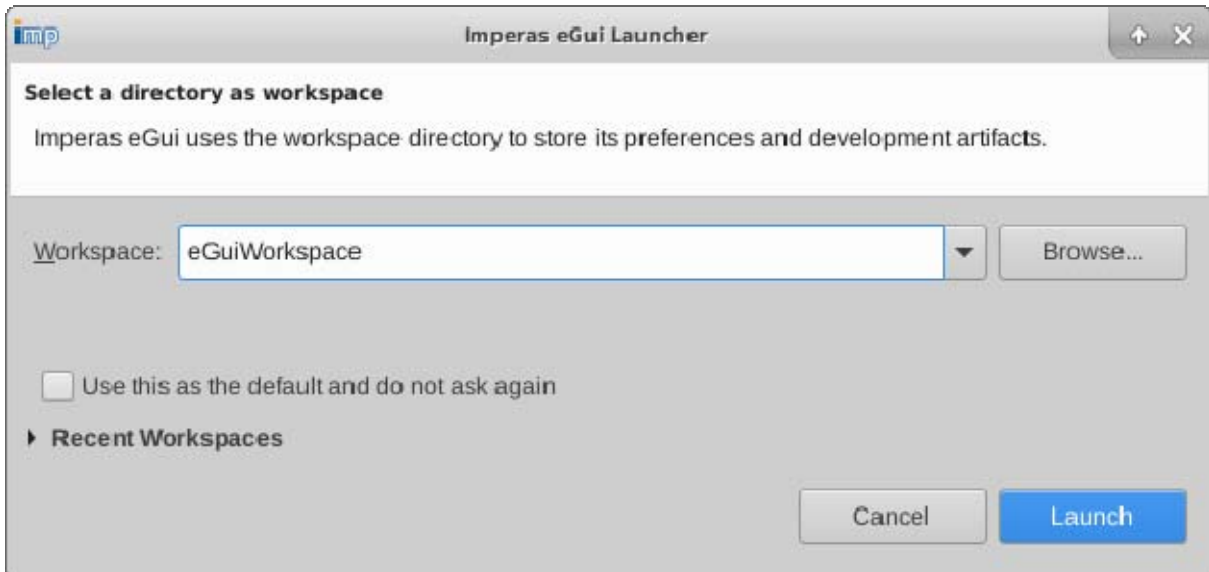 imp
Imperas eGui Launcher
Select a directory as workspace
Imperas eGui uses the workspace directory to store its preferences and development artifacts.
Workspace: eGuiWorkspace Browse...
Use this as the default and do not ask again
Recent Workspaces
Cancel Launch